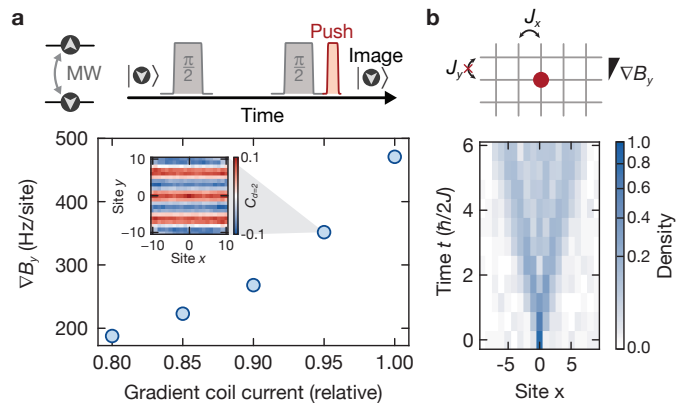 a
MW
π/2
π/2
Push
Image
Time
∇B_y (Hz/site)
500
400
300
200
0.80 0.85 0.90 0.95 1.00
Gradient coil current (relative)
Site y
10
0
-10
-10 0 10
Site x
0.1
-0.1
C_{d=2}
b
J_x
J_y
∇B_y
Time t (ħ/2J)
6
4
2
0
-5 0 5
Site x
1.0
0.8
0.6
0.4
0.2
0.0
Density